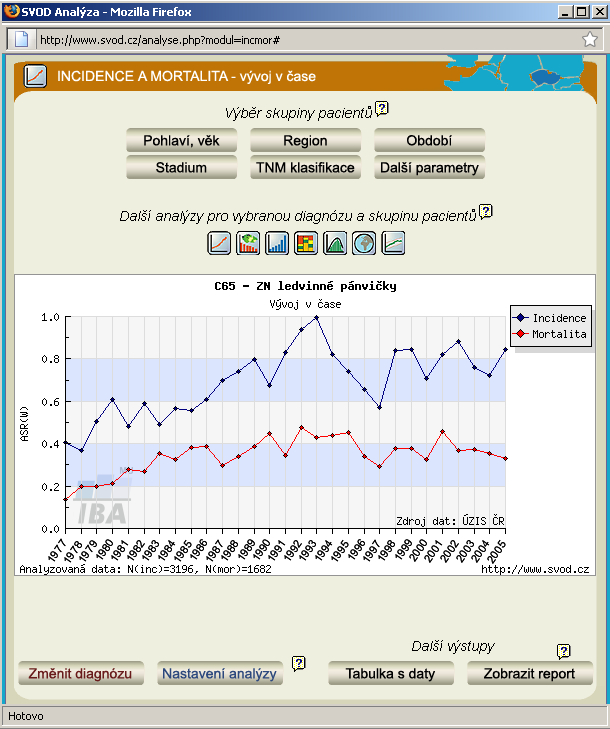 SVOD Analýza - Mozilla Firefox
http://www.svod.cz/analyse.php?modul=incmor#
INCIDENCE A MORTALITA - vývoj v čase
Výběr skupiny pacientů ?
Pohlaví, věk Region Období
Stadium TNM klasifikace Další parametry
Další analýzy pro vybranou diagnózu a skupinu pacientů ?
C65 - ZN ledvinné pánvičky
Vývoj v čase
Incidence
Mortalita
1.0
0.8
0.6
0.4
0.2
0.0
ASR(W)
IBA
Zdroj dat: ÚZIS ČR
1977 1978 1979 1980 1981 1982 1983 1984 1985 1986 1987 1988 1989 1990 1991 1992 1993 1994 1995 1996 1997 1998 1999 2000 2001 2002 2003 2004 2005
Analyzovaná data: N(inc)=3196, N(mor)=1682 http://www.svod.cz
Další výstupy ?
Změnit diagnózu Nastavení analýzy ? Tabulka s daty Zobrazit report
Hotovo